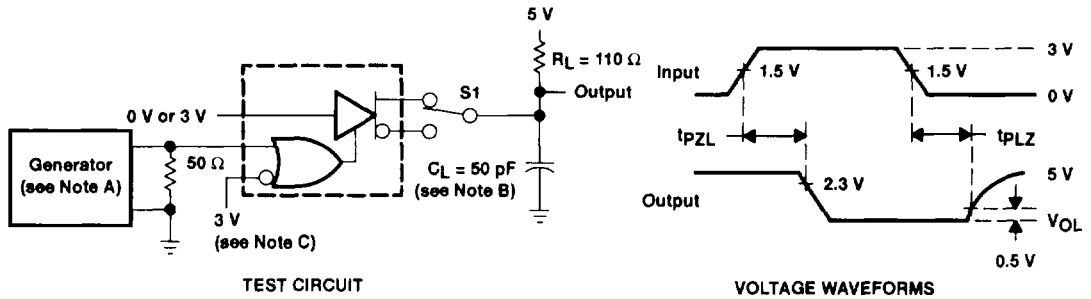 5 V
R_L = 110 Ω
S1
Output
0 V or 3 V
Generator
(see Note A)
50 Ω
C_L = 50 pF
(see Note B)
3 V
(see Note C)
TEST CIRCUIT
Input
1.5 V
1.5 V
3 V
0 V
t_PZL
t_PLZ
2.3 V
5 V
Output
V_OL
0.5 V
VOLTAGE WAVEFORMS